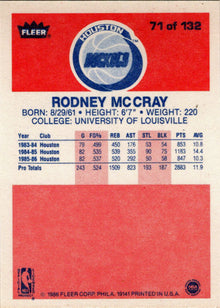 FLEER
HOUSTON
ROCKETS
71 of 132
RODNEY MCCRAY
BORN: 8/29/61 • HEIGHT: 6'7" • WEIGHT: 220
COLLEGE: UNIVERSITY OF LOUISVILLE
Year Club G FG% REB AST STL BLK PTS AVG
1983-84 Houston 79 499 450 176 53 54 853 10.8
1984-85 Houston 82 535 539 355 90 75 1183 14.4
1985-86 Houston 82 537 520 292 50 58 847 10.3
Pro Totals 243 524 1509 823 193 187 2883 11.9
NBA
© 1986 FLEER CORP. PHILA. 19141 PRINTED IN U.S.A.